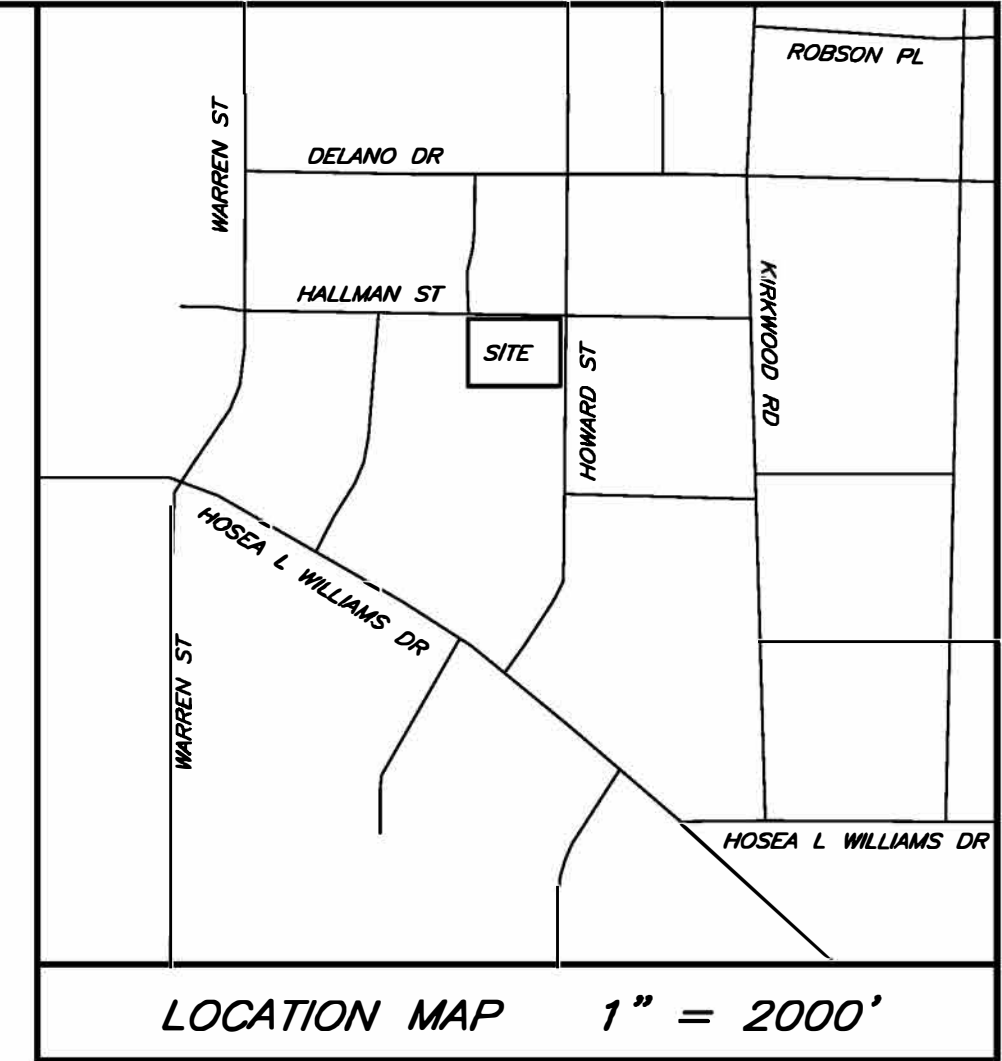 ROBSON PL
WARREN ST
DELANO DR
HALLMAN ST
KIRKWOOD RD
SITE
HOWARD ST
HOSEA L WILLIAMS DR
WARREN ST
HOSEA L WILLIAMS DR
LOCATION MAP 1" = 2000'